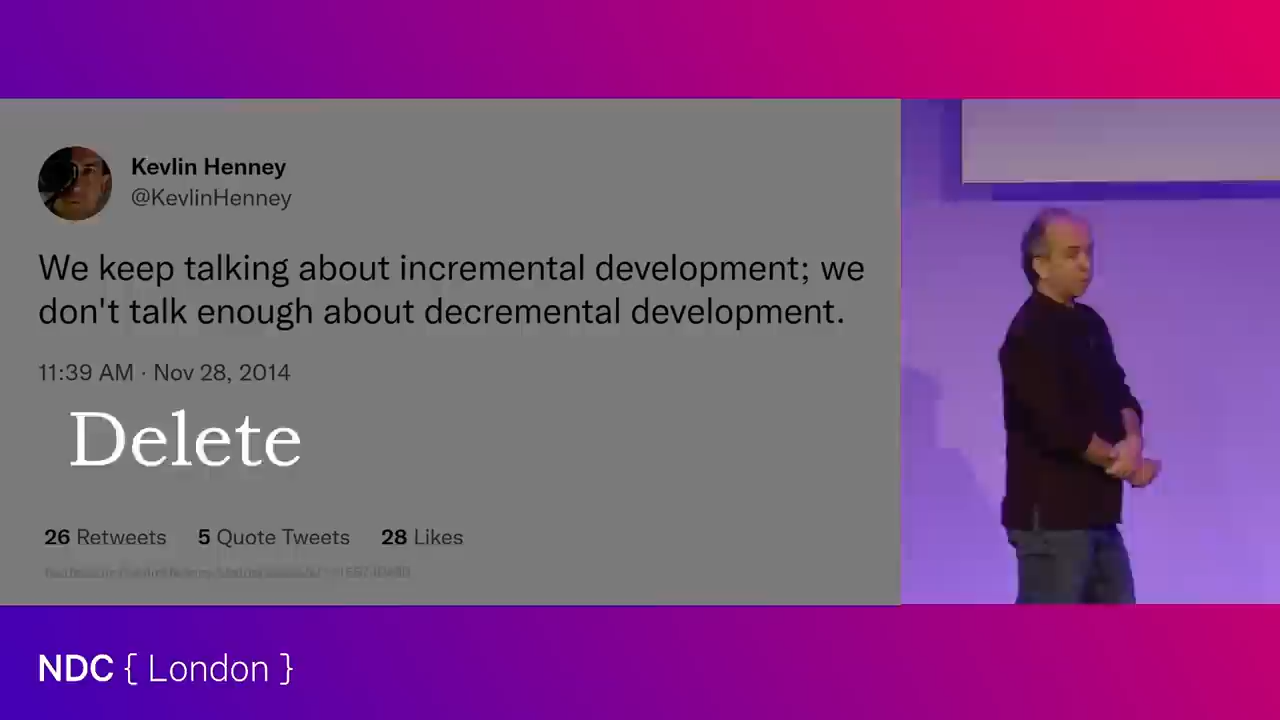 Kevlin Henney
@KevlinHenney
We keep talking about incremental development; we
don't talk enough about decremental development.
11:39 AM · Nov 28, 2014
Delete
26 Retweets 5 Quote Tweets 28 Likes
NDC { London }